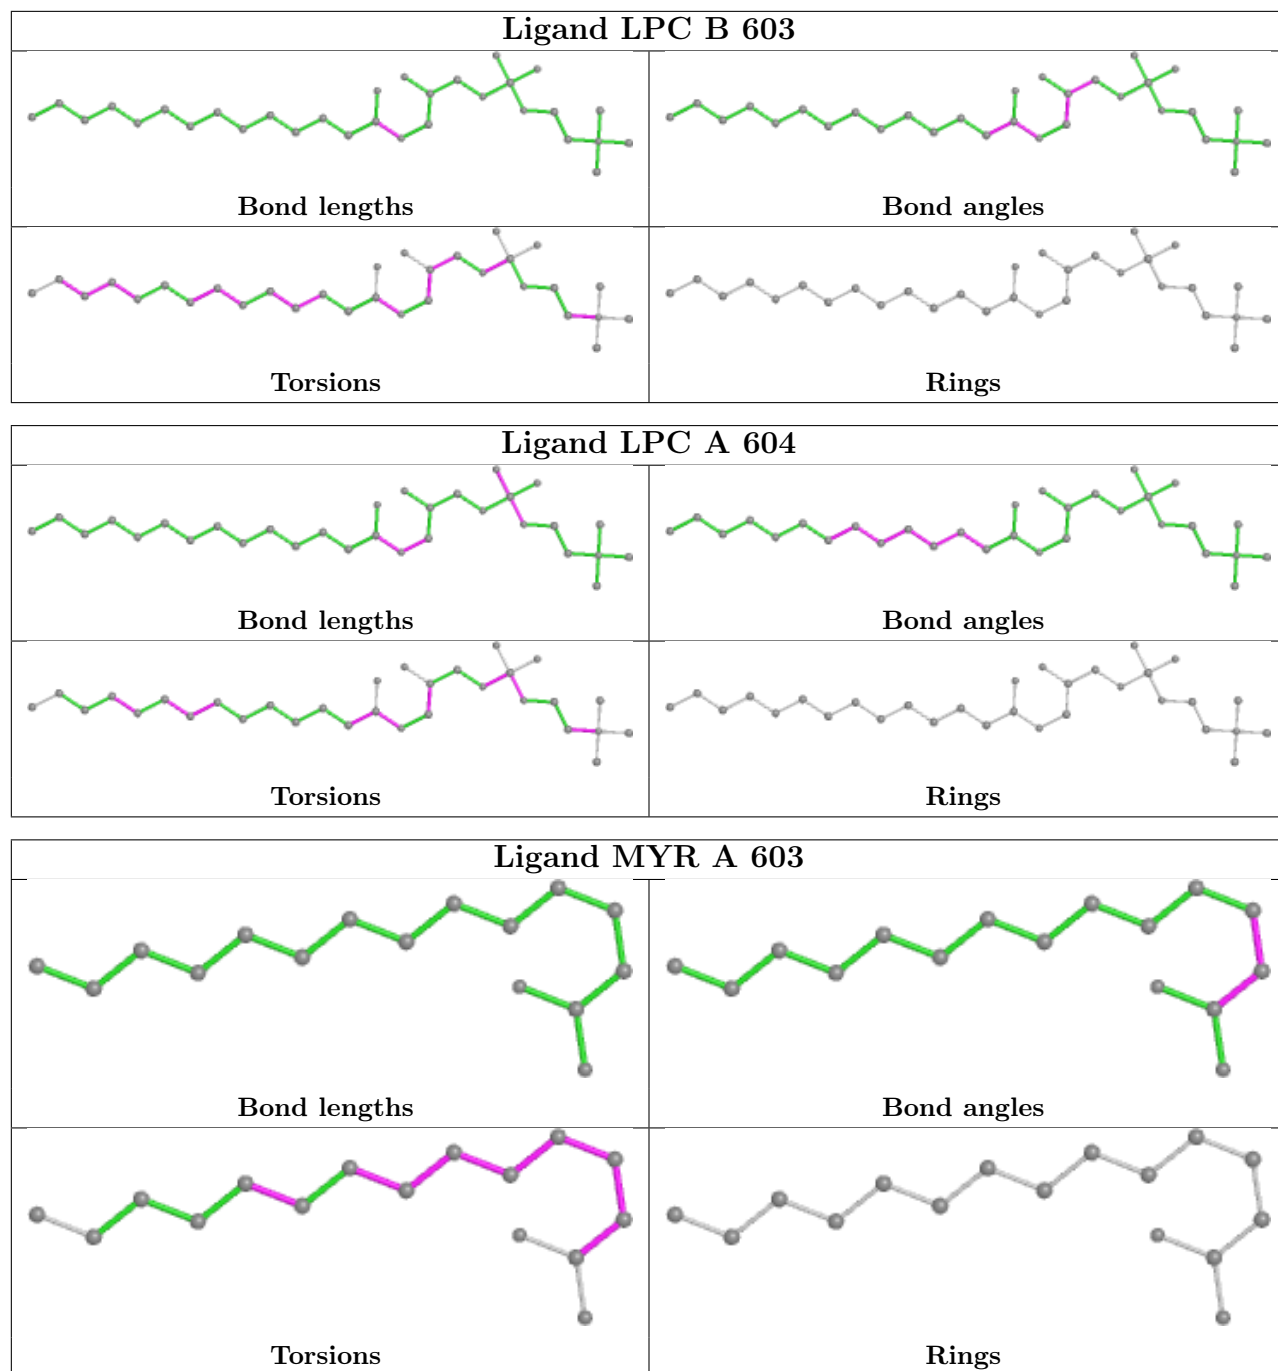 Ligand LPC B 603
Bond lengths
Bond angles
Torsions
Rings
Ligand LPC A 604
Bond lengths
Bond angles
Torsions
Rings
Ligand MYR A 603
Bond lengths
Bond angles
Torsions
Rings